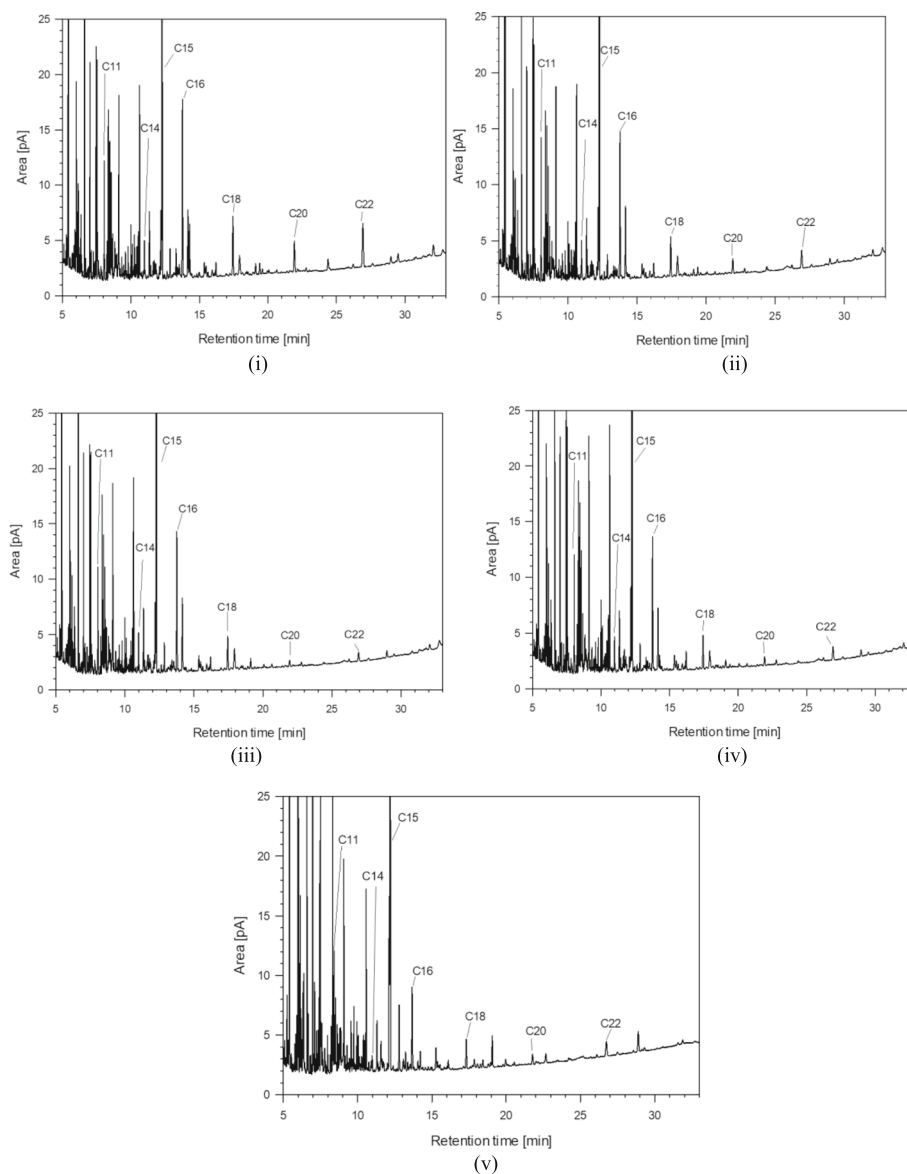 25
20
15
10
5
0
Area [pA]
C11
C14
C15
C16
C18
C20
C22
5 10 15 20 25 30
Retention time [min]
(i)
25
20
15
10
5
0
Area [pA]
C11
C14
C15
C16
C18
C20
C22
5 10 15 20 25 30
Retention time [min]
(ii)
25
20
15
10
5
0
Area [pA]
C11
C14
C15
C16
C18
C20
C22
5 10 15 20 25 30
Retention time [min]
(iii)
25
20
15
10
5
0
Area [pA]
C11
C14
C15
C16
C18
C20
C22
5 10 15 20 25 30
Retention time [min]
(iv)
25
20
15
10
5
0
Area [pA]
C11
C14
C15
C16
C18
C20
C22
5 10 15 20 25 30
Retention time [min]
(v)